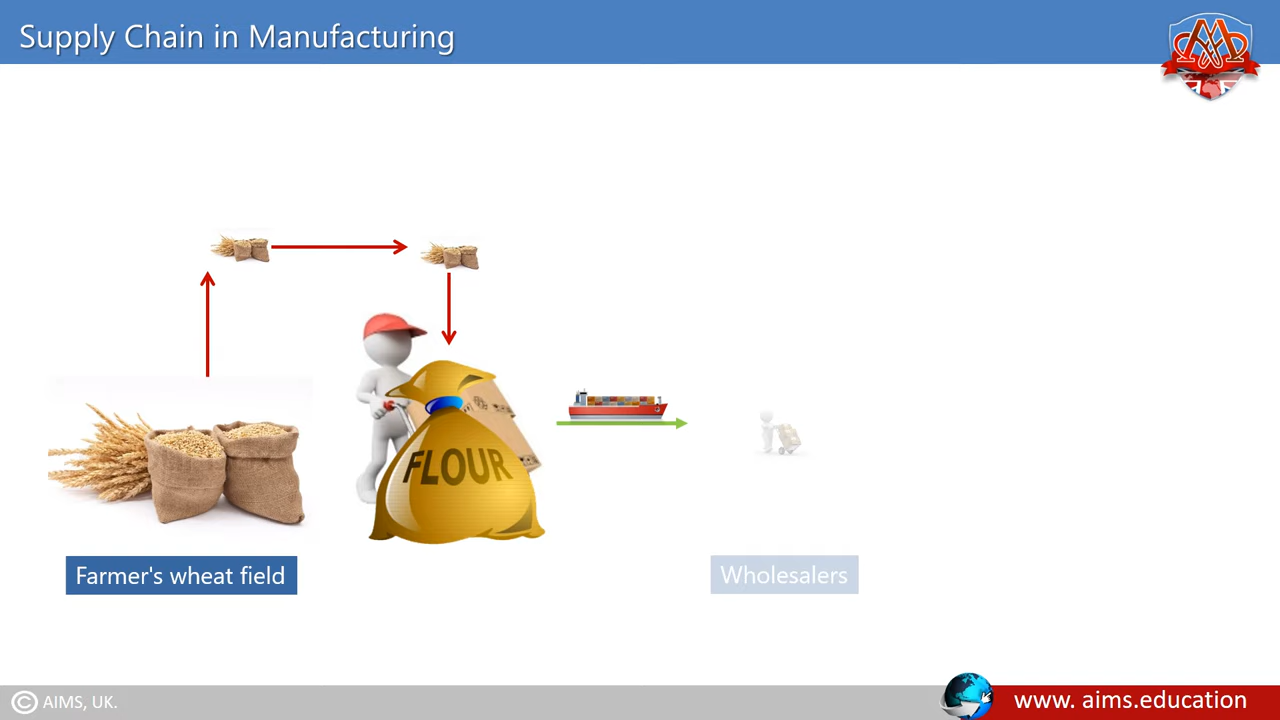 Supply Chain in Manufacturing
FLOUR
Farmer's wheat field
Wholesalers
© AIMS, UK.
www. aims.education